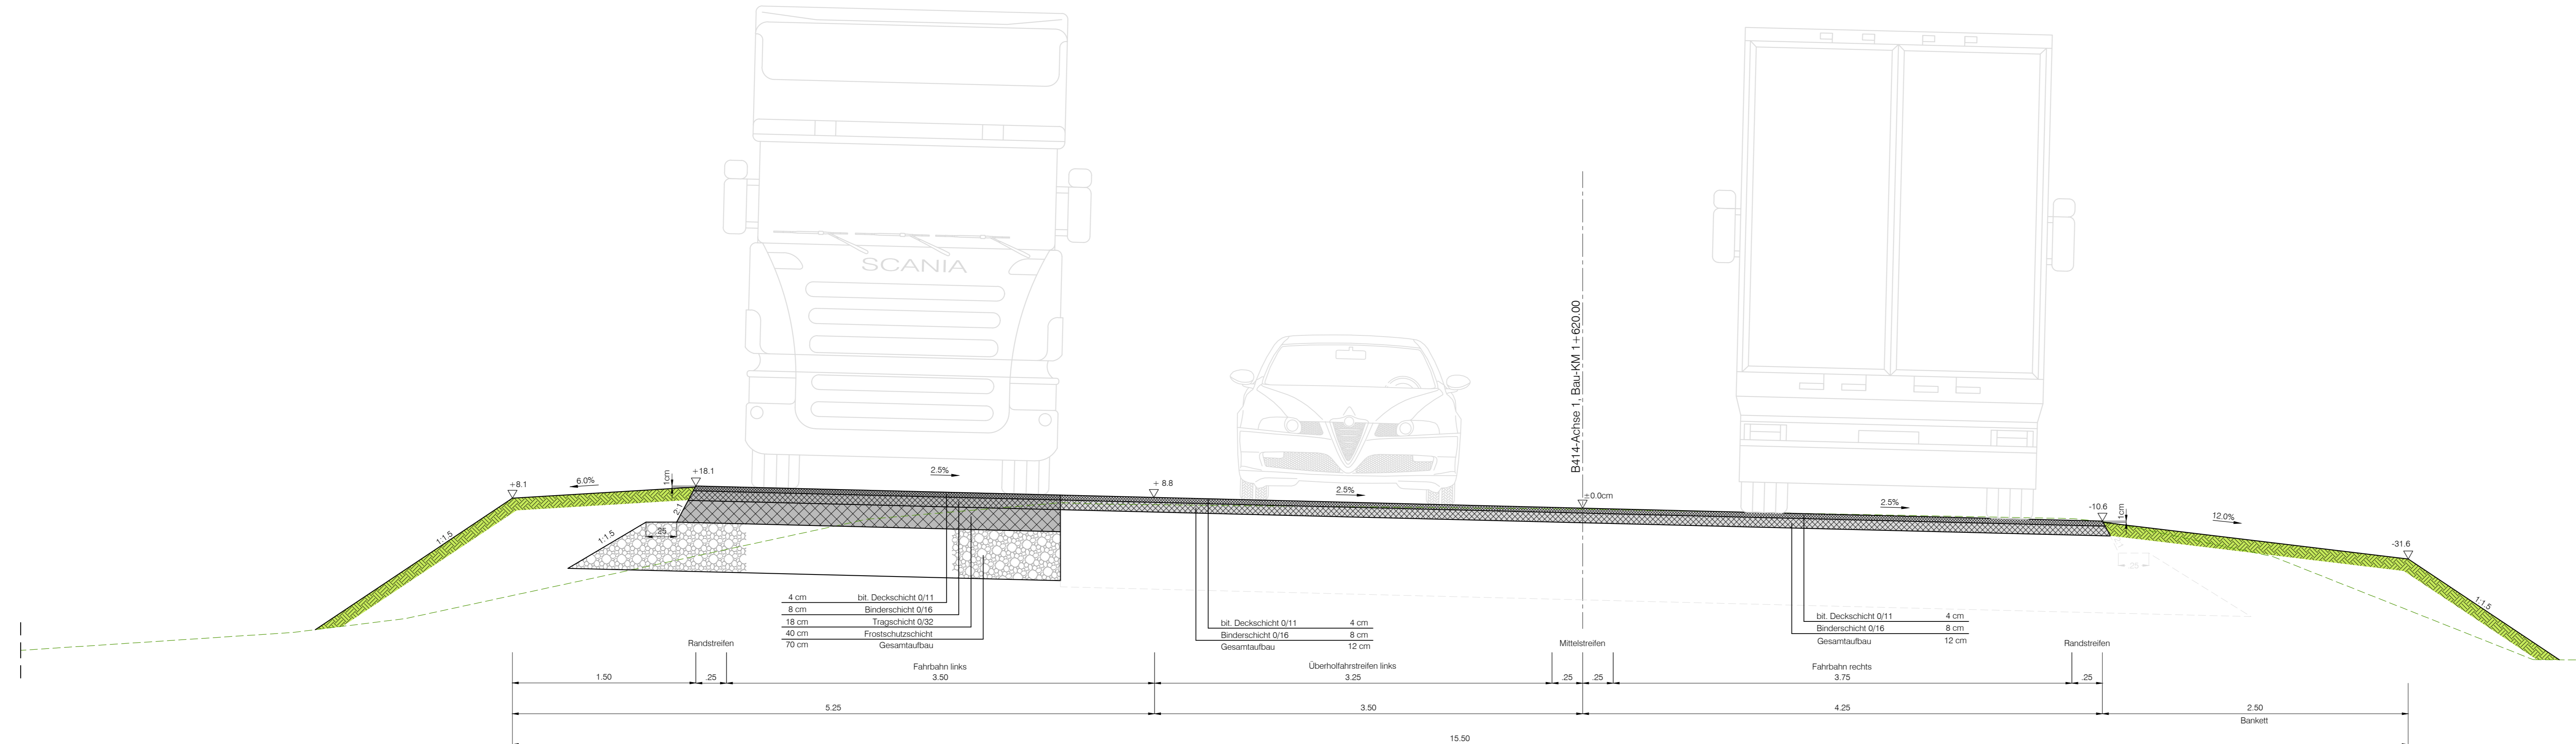 SCANIA
B414-Achse 1, Bau-KM 1+620.00
+8.1
6.0%
1cm
+18.1
2.5%
+ 8.8
2.5%
±0.0cm
2.5%
-10.6
1cm
12.0%
-31.6
1:1.5
1:1.5
.25
2:1
.25
1:1.5
4 cm bit. Deckschicht 0/11
8 cm Binderschicht 0/16
18 cm Tragschicht 0/32
40 cm Frostschutzschicht
70 cm Gesamtaufbau
bit. Deckschicht 0/11 4 cm
Binderschicht 0/16 8 cm
Gesamtaufbau 12 cm
bit. Deckschicht 0/11 4 cm
Binderschicht 0/16 8 cm
Gesamtaufbau 12 cm
Randstreifen Mittelstreifen Randstreifen
Fahrbahn links Überholfahrstreifen links Fahrbahn rechts
1.50 .25 3.50 3.25 .25 .25 3.75 .25
5.25 3.50 4.25 2.50
Bankett
15.50